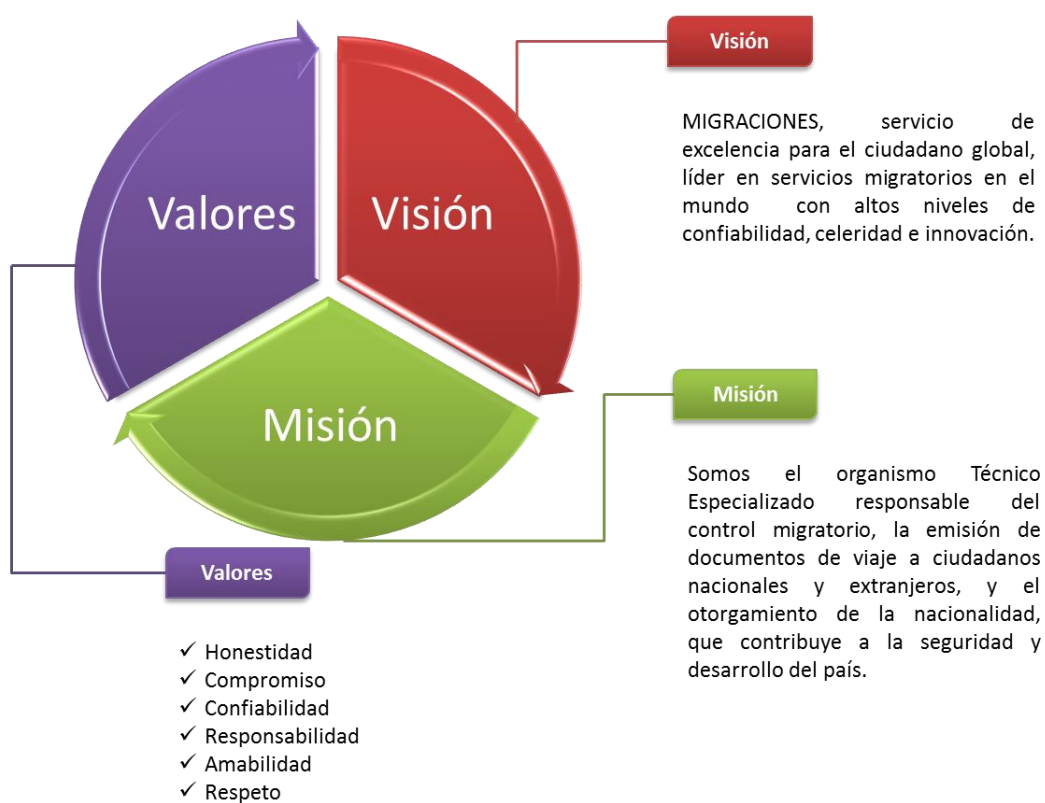 Valores
Visión
Misión
Visión
MIGRACIONES, servicio de
excelencia para el ciudadano global,
líder en servicios migratorios en el
mundo con altos niveles de
confiabilidad, celeridad e innovación.
Misión
Somos el organismo Técnico
Especializado responsable del
control migratorio, la emisión de
documentos de viaje a ciudadanos
nacionales y extranjeros, y el
otorgamiento de la nacionalidad,
que contribuye a la seguridad y
desarrollo del país.
Valores
✓ Honestidad
✓ Compromiso
✓ Confiabilidad
✓ Responsabilidad
✓ Amabilidad
✓ Respeto